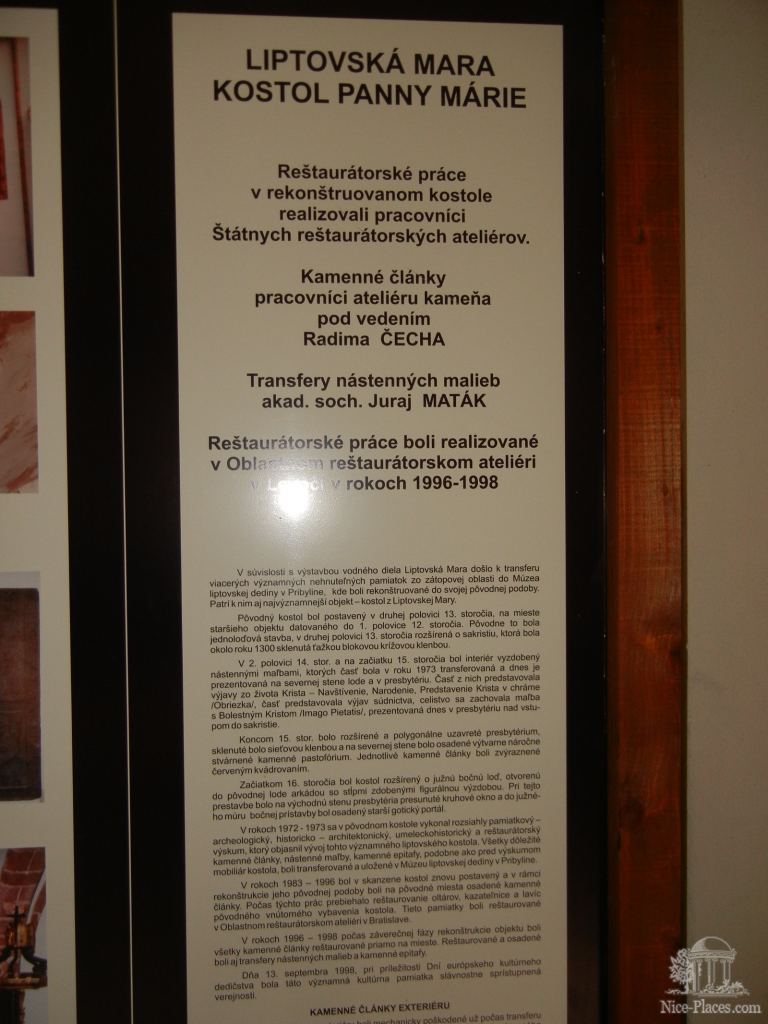 LIPTOVSKÁ MARA
KOSTOL PANNY MÁRIE
Reštaurátorské práce
v rekonštruovanom kostole
realizovali pracovníci
Štátnych reštaurátorských ateliérov.
Kamenné články
pracovníci ateliéru kameňa
pod vedením
Radima ČECHA
Transfery nástenných malieb
akad. soch. Juraj MATÁK
Reštaurátorské práce boli realizované
v Oblastnom reštaurátorskom ateliéri
v rokoch 1996-1998
V súvislosti s výstavbou vodného diela Liptovská Mara došlo k transferu
viacerých významných nehnuteľných pamiatok zo zátopovej oblasti do Múzea
liptovskej dediny v Pribyline, kde boli rekonštruované do svojej pôvodnej podoby.
Patrí k nim aj najvýznamnejší objekt – kostol z Liptovskej Mary.
Pôvodný kostol bol postavený v druhej polovici 13. storočia, na mieste
staršieho objektu datovaného do 1. polovice 12. storočia. Pôvodne to bola
jednoloďová stavba, v druhej polovici 13. storočia rozšírená o sakristiu, ktorá bola
okolo roku 1300 sklenutá ťažkou blokovou krížovou klenbou.
V 2. polovici 14. stor. a na začiatku 15. storočia bol interiér vyzdobený
nástennými maľbami, ktorých časť bola v roku 1973 transferovaná a dnes je
prezentovaná na severnej stene lode a v presbytériu. Časť z nich predstavovala
výjavy zo života Krista – Navštívenie, Narodenie, Predstavenie Krista v chráme
/Obriezka/, časť predstavovala výjav súdnictva, celistvo sa zachovala maľba
s Bolestným Kristom /Imago Pietatis/, prezentovaná dnes v presbytériu nad vstu-
pom do sakristie.
Koncom 15. stor. bolo rozšírené a polygonálne uzavreté presbytérium,
sklenuté bolo sieťovou klenbou a na severnej stene bolo osadené výtvarne náročne
stvárnené kamenné pastofórium. Jednotlivé kamenné články boli zvýraznené
červeným kvádrovaním.
Začiatkom 16. storočia bol kostol rozšírený o južnú bočnú loď, otvorenú
do pôvodnej lode arkádou so stĺpmi zdobenými figurálnou výzdobou. Pri tejto
prestavbe bolo na východnú stenu presbytéria presunuté kruhové okno a do južné-
ho múru bočnej prístavby bol osadený starší gotický portál.
V rokoch 1972 - 1973 sa v pôvodnom kostole vykonal rozsiahly pamiatkový –
archeologický, historicko – architektonický, umeleckohistorický a reštaurátorský
výskum, ktorý objasnil vývoj tohto významného liptovského kostola. Všetky dôležité
kamenné články, nástenné maľby, kamenné epitafy, podobne ako pred výskumom
mobiliár kostola, boli transferované a uložené v Múzeu liptovskej dediny v Pribyline.
V rokoch 1983 – 1996 bol v skanzene kostol znovu postavený a v rámci
rekonštrukcie jeho pôvodnej podoby boli na pôvodné miesta osadené kamenné
články. Počas týchto prác prebiehalo reštaurovanie oltárov, kazateľnice a lavíc
pôvodného vnútorného vybavenia kostola. Tieto pamiatky boli reštaurované
v Oblastnom reštaurátorskom ateliéri v Bratislave.
V rokoch 1996 – 1998 počas záverečnej fázy rekonštrukcie objektu boli
všetky kamenné články reštaurované priamo na mieste. Reštaurované a osadené
boli aj transfery nástenných malieb a kamenné epitafy.
Dňa 13. septembra 1998, pri príležitosti Dní európskeho kultúrneho
dedičstva bola táto významná kultúrna pamiatka slávnostne sprístupnená
verejnosti.
KAMENNÉ ČLÁNKY EXTERIÉRU
boli mechanicky poškodené už počas transferu
Nice-Places.com